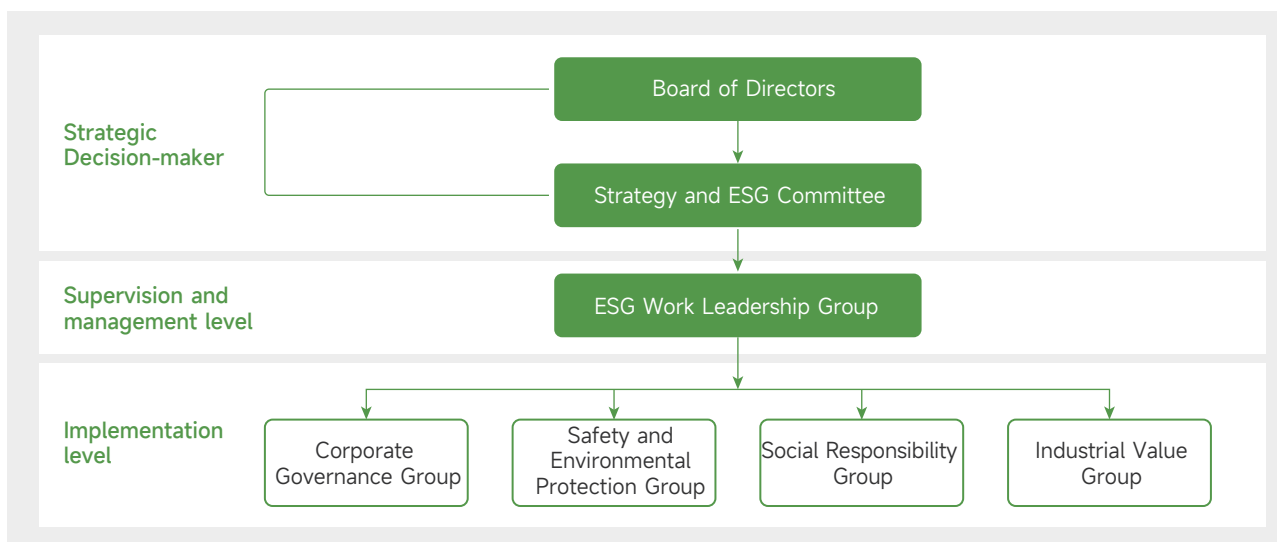 Board of Directors
Strategic
Decision-maker
Strategy and ESG Committee
Supervision and
management level
ESG Work Leadership Group
Implementation
level
Corporate
Governance Group
Safety and
Environmental
Protection Group
Social Responsibility
Group
Industrial Value
Group